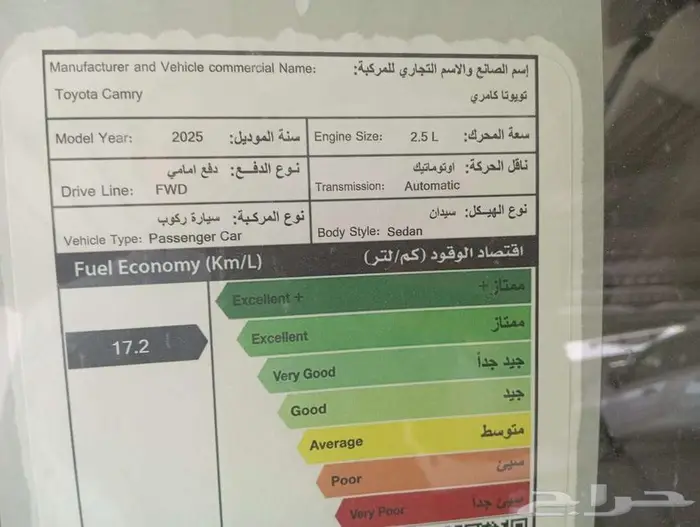 Manufacturer and Vehicle commercial Name: إسم الصانع والاسم التجاري للمركبة:
Toyota Camry تويوتا كامري
Model Year: 2025 سنة الموديل:
Engine Size: 2.5 L سعة المحرك:
نوع الدفع: دفع امامي
Drive Line: FWD
ناقل الحركة: اوتوماتيك
Transmission: Automatic
نوع المركبة: سيارة ركوب
Vehicle Type: Passenger Car
نوع الهيكل: سيدان
Body Style: Sedan
Fuel Economy (Km/L) اقتصاد الوقود (كم/لتر)
17.2
Excellent + ممتاز +
Excellent ممتاز
Very Good جيد جداً
Good جيد
Average متوسط
Poor سيئ
Very Poor سيئ جداً
حراج